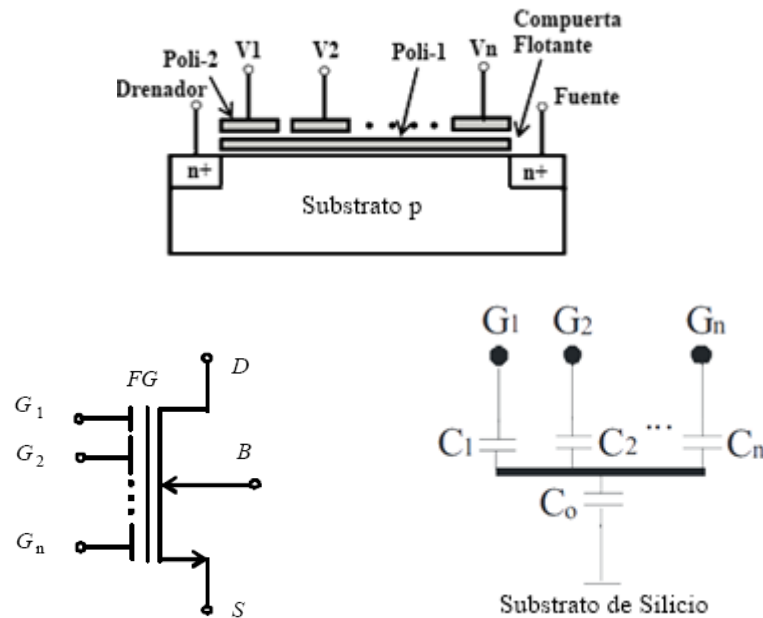 Compuerta
Flotante
Poli-2
V1
V2
Poli-1
Vn
Drenador
Fuente
n+
n+
Substrato p
G1
G2
Gn
C1
C2
...
Cn
Co
Substrato de Silicio
FG
D
G1
G2
B
Gn
S